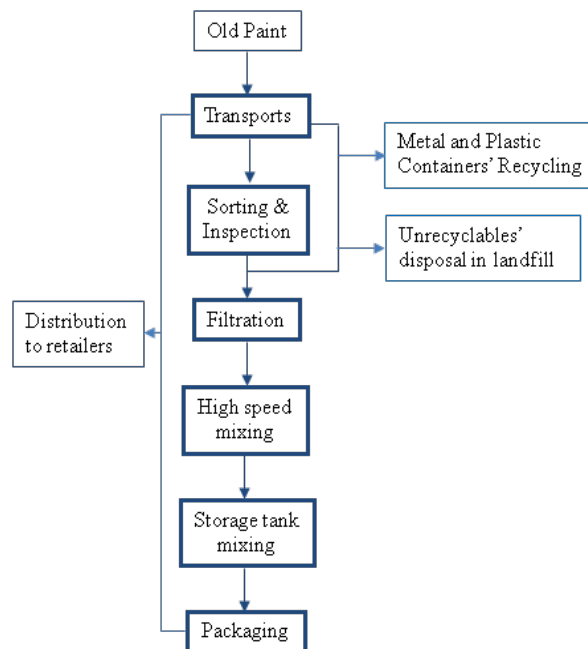 Old Paint
Transports
Metal and Plastic
Containers' Recycling
Sorting &
Inspection
Unrecyclables'
disposal in landfill
Distribution
to retailers
Filtration
High speed
mixing
Storage tank
mixing
Packaging